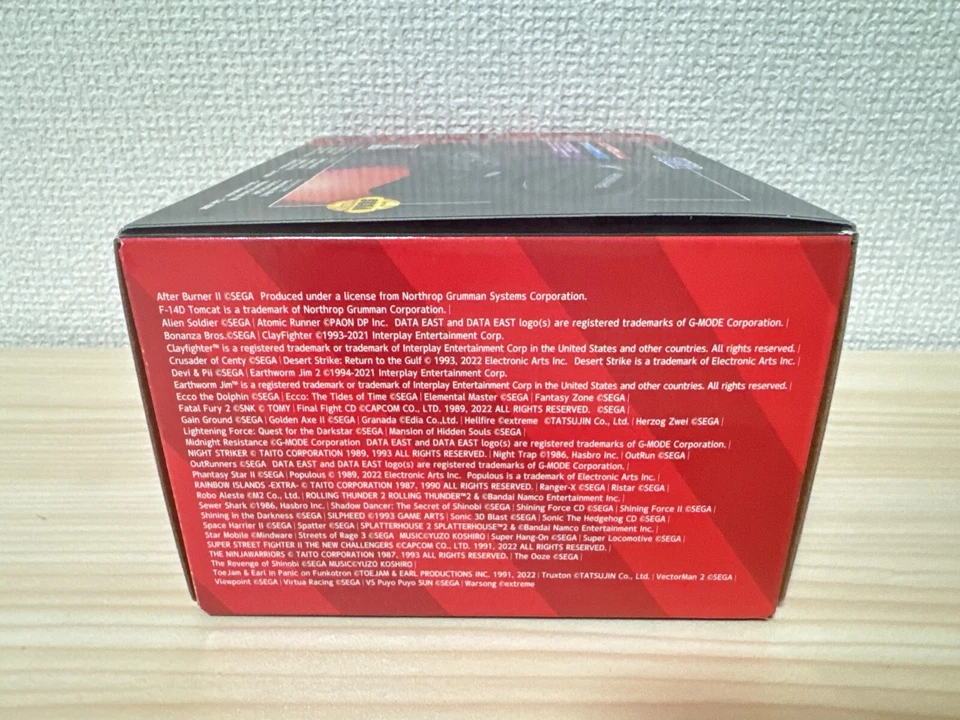 After Burner II ©SEGA Produced under a license from Northrop Grumman Systems Corporation.
F-14D Tomcat is a trademark of Northrop Grumman Corporation. |
Alien Soldier ©SEGA | Atomic Runner ©PAON DP Inc. DATA EAST and DATA EAST logo(s) are registered trademarks of G-MODE Corporation. |
Bonanza Bros.©SEGA | ClayFighter ©1993-2021 Interplay Entertainment Corp.
Clayfighter™ is a registered trademark or trademark of Interplay Entertainment Corp in the United States and other countries. All rights reserved. |
Crusader of Centy ©SEGA | Desert Strike: Return to the Gulf © 1993, 2022 Electronic Arts Inc. Desert Strike is a trademark of Electronic Arts Inc. |
Devi & Pii ©SEGA | Earthworm Jim 2 ©1994-2021 Interplay Entertainment Corp.
Earthworm Jim™ is a registered trademark or trademark of Interplay Entertainment Corp in the United States and other countries. All rights reserved. |
Ecco the Dolphin ©SEGA | Ecco: The Tides of Time ©SEGA | Elemental Master ©SEGA | Fantasy Zone ©SEGA |
Fatal Fury 2 ©SNK © TOMY | Final Fight CD ©CAPCOM CO., LTD. 1989, 2022 ALL RIGHTS RESERVED. ©SEGA |
Gain Ground ©SEGA | Golden Axe II ©SEGA | Granada ©Edia Co.,Ltd. | Hellfire ©extreme ©TATSUJIN Co., Ltd. | Herzog Zwei ©SEGA |
Lightening Force: Quest for the Darkstar ©SEGA | Mansion of Hidden Souls ©SEGA |
Midnight Resistance ©G-MODE Corporation DATA EAST and DATA EAST logo(s) are registered trademarks of G-MODE Corporation. |
NIGHT STRIKER © TAITO CORPORATION 1989, 1993 ALL RIGHTS RESERVED. | Night Trap ©1986, Hasbro Inc. | OutRun ©SEGA |
OutRunners ©SEGA DATA EAST and DATA EAST logo(s) are registered trademarks of G-MODE Corporation. |
Phantasy Star II ©SEGA | Populous © 1989, 2022 Electronic Arts Inc. Populous is a trademark of Electronic Arts Inc. |
RAINBOW ISLANDS -EXTRA- © TAITO CORPORATION 1987, 1990 ALL RIGHTS RESERVED. | Ranger-X ©SEGA | Ristar ©SEGA |
Robo Aleste ©M2 Co., Ltd. | ROLLING THUNDER 2 ROLLING THUNDER™2 & ©Bandai Namco Entertainment Inc. |
Sewer Shark ©1986, Hasbro Inc. | Shadow Dancer: The Secret of Shinobi ©SEGA | Shining Force CD ©SEGA | Shining Force II ©SEGA |
Shining in the Darkness ©SEGA | SILPHEED ©1993 GAME ARTS | Sonic 3D Blast ©SEGA | Sonic The Hedgehog CD ©SEGA |
Space Harrier II ©SEGA | Spatter ©SEGA | SPLATTERHOUSE 2 SPLATTERHOUSE™2 & ©Bandai Namco Entertainment Inc. |
Star Mobile ©Mindware | Streets of Rage 3 ©SEGA MUSIC©YUZO KOSHIRO | Super Hang-On ©SEGA | Super Locomotive ©SEGA |
SUPER STREET FIGHTER II THE NEW CHALLENGERS ©CAPCOM CO., LTD. 1991, 2022 ALL RIGHTS RESERVED. |
THE NINJAWARRIORS © TAITO CORPORATION 1987, 1993 ALL RIGHTS RESERVED. | The Ooze ©SEGA |
The Revenge of Shinobi ©SEGA MUSIC©YUZO KOSHIRO |
ToeJam & Earl in Panic on Funkotron ©TOEJAM & EARL PRODUCTIONS INC. 1991, 2022 | Truxton ©TATSUJIN Co., Ltd. | VectorMan 2 ©SEGA |
Viewpoint ©SEGA | Virtua Racing ©SEGA | VS Puyo Puyo SUN ©SEGA | Warsong ©extreme